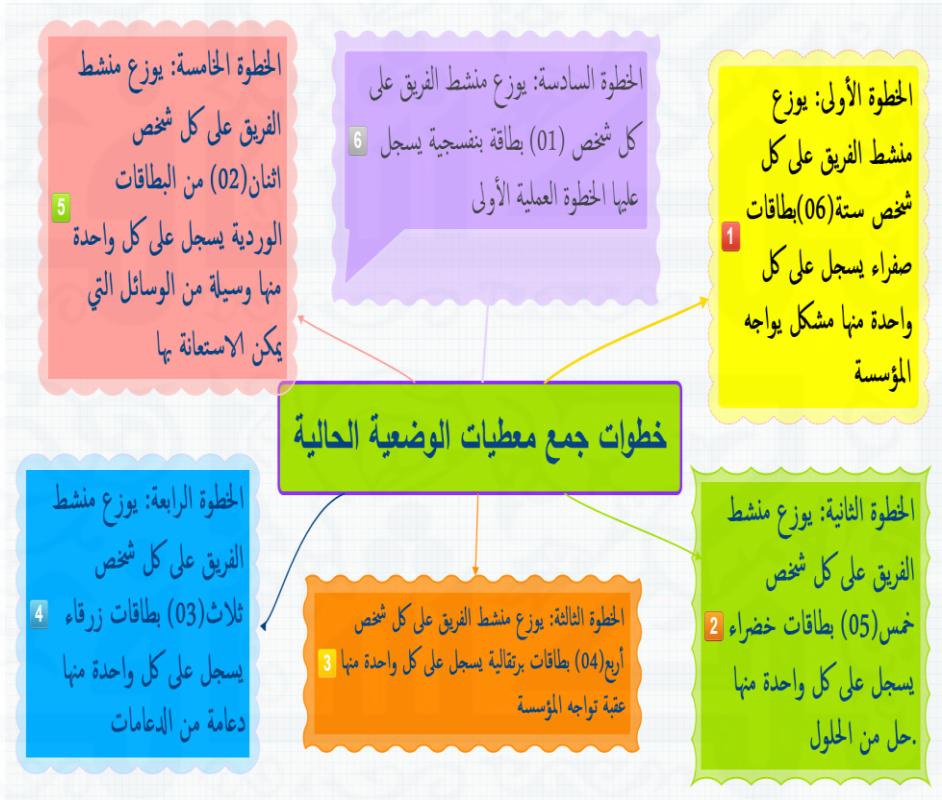 خطوات جمع معطيات الوضعية الحالية
الخطوة الأولى: يوزع
منشط الفريق على كل
شخص ستة(06)بطاقات
صفراء يسجل على كل
واحدة منها مشكل يواجه
المؤسسة
1
الخطوة الثانية: يوزع منشط
الفريق على كل شخص
خمس(05) بطاقات خضراء
يسجل على كل واحدة منها
حل من الحلول.
2
الخطوة الثالثة: يوزع منشط الفريق على كل شخص
أربع(04) بطاقات برتقالية يسجل على كل واحدة منها
عقبة تواجه المؤسسة
3
الخطوة الرابعة: يوزع منشط
الفريق على كل شخص
ثلاث(03) بطاقات زرقاء
يسجل على كل واحدة منها
دعامة من الدعامات
4
الخطوة الخامسة: يوزع منشط
الفريق على كل شخص
اثنان(02) من البطاقات
الوردية يسجل على كل واحدة
منها وسيلة من الوسائل التي
يمكن الاستعانة بها
5
الخطوة السادسة: يوزع منشط الفريق على
كل شخص (01) بطاقة بنفسجية يسجل
عليها الخطوة العملية الأولى
6